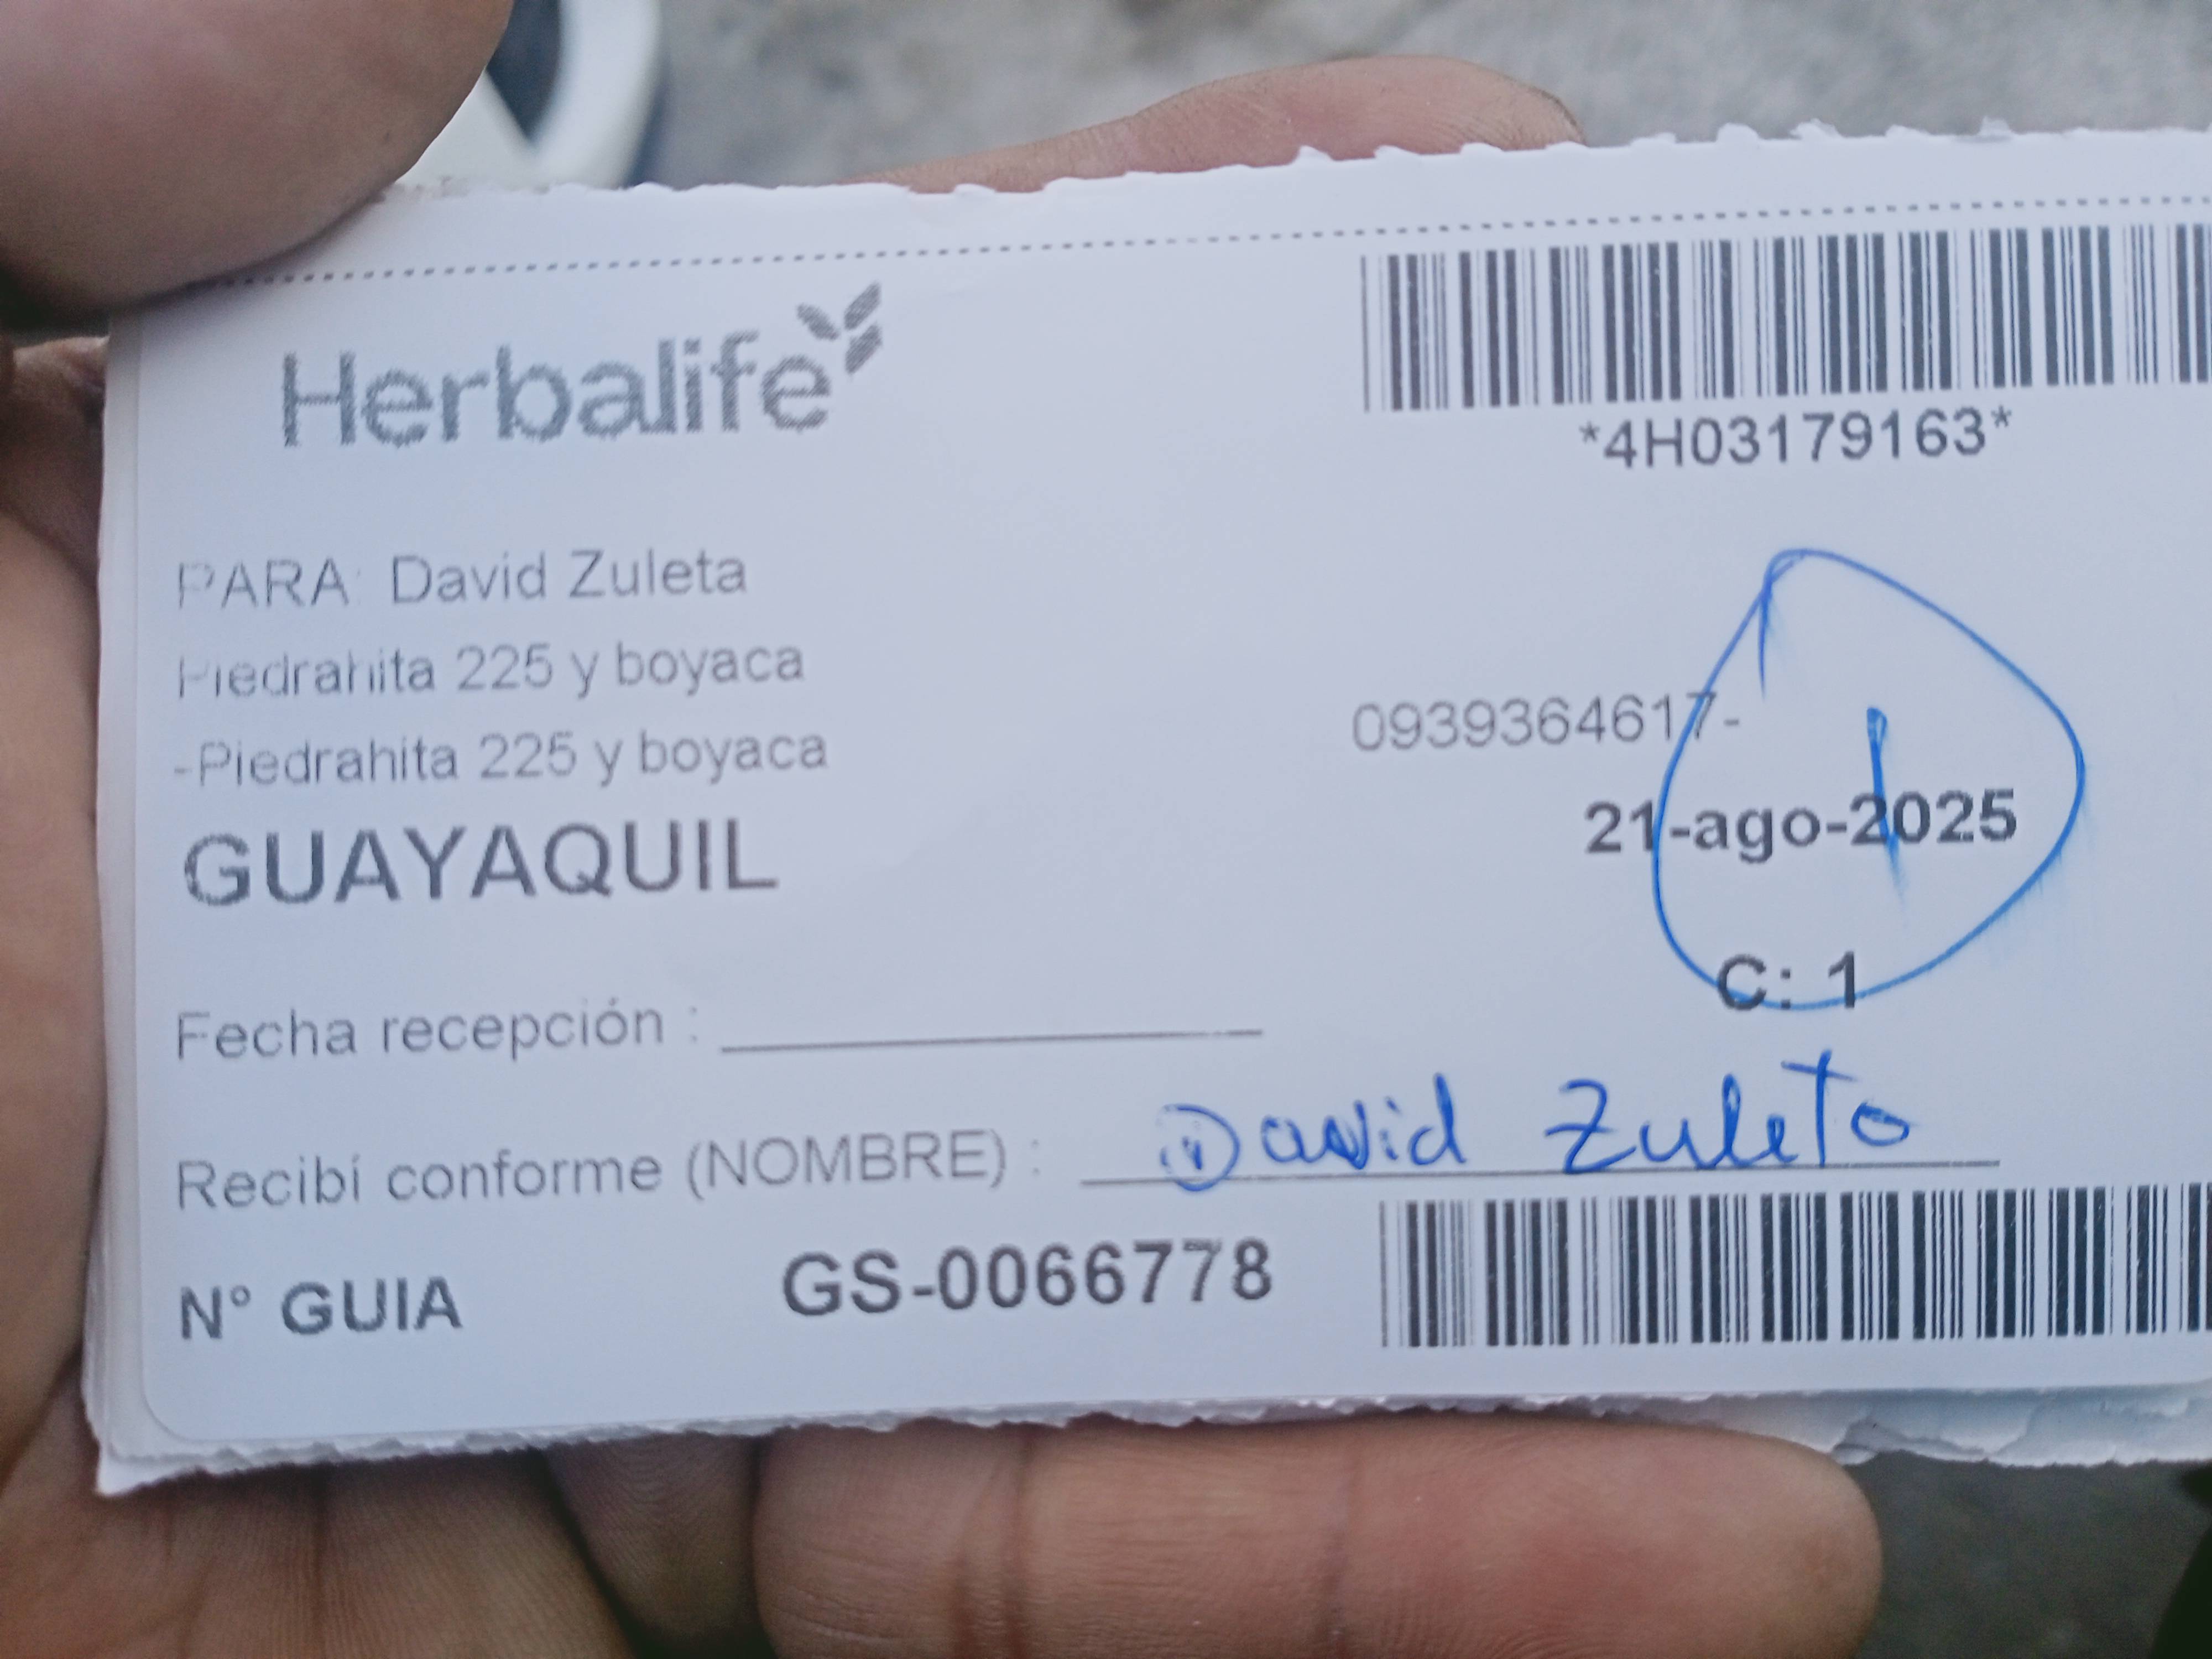 Herbalife
*4H03179163*
PARA: David Zuleta
Piedrahita 225 y boyaca
0939364617-
-Piedrahita 225 y boyaca
21-ago-2025
GUAYAQUIL
C: 1
Fecha recepción :
Recibí conforme (NOMBRE) : David Zuleta
N° GUIA GS-0066778